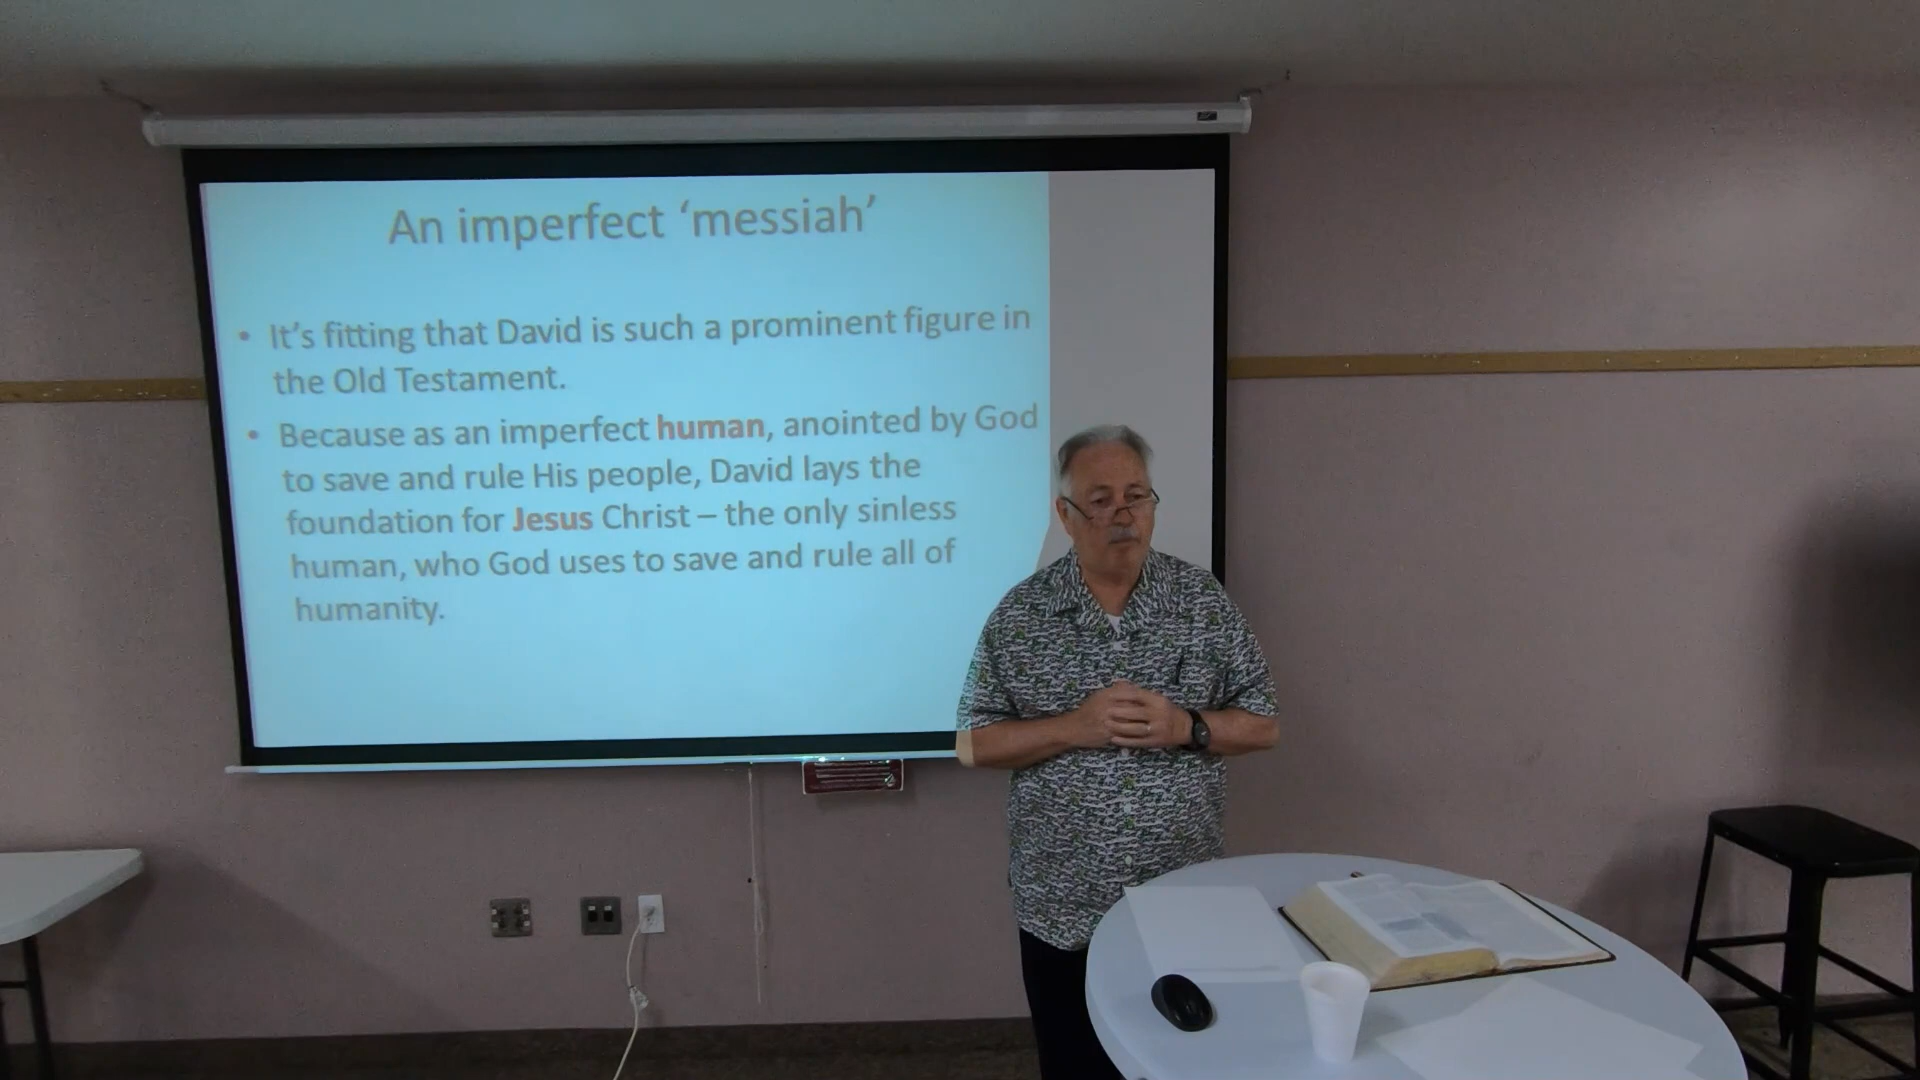 An imperfect ‘messiah’
• It’s fitting that David is such a prominent figure in
the Old Testament.
• Because as an imperfect human, anointed by God
to save and rule His people, David lays the
foundation for Jesus Christ – the only sinless
human, who God uses to save and rule all of
humanity.